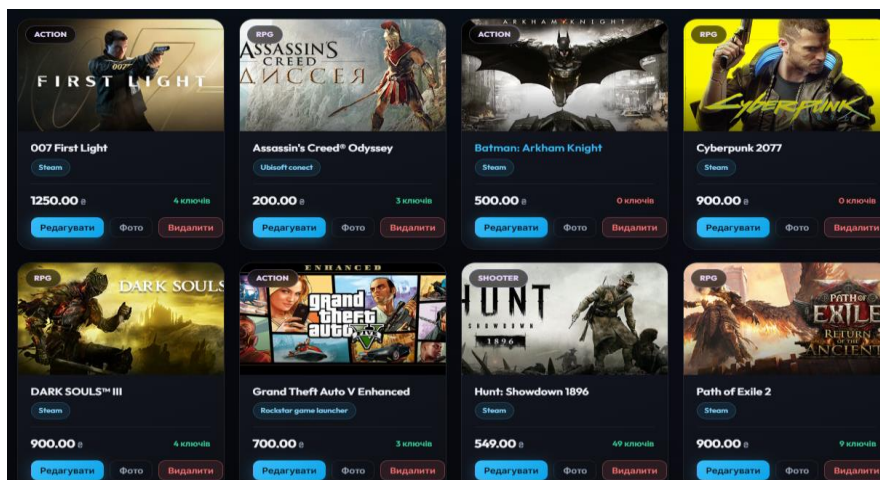 ACTION
007
FIRST LIGHT
007 First Light
Steam
1250.00 ₴
4 ключів
Редагувати
Фото
Видалити
RPG
ASSASSIN'S
CREED
ДИССЕЯ
Assassin's Creed® Odyssey
Ubisoft conect
200.00 ₴
3 ключів
Редагувати
Фото
Видалити
ARKHAM KNIGHT
ACTION
Batman: Arkham Knight
Steam
500.00 ₴
0 ключів
Редагувати
Фото
Видалити
RPG
Cyberpunk
Cyberpunk 2077
Steam
900.00 ₴
0 ключів
Редагувати
Фото
Видалити
RPG
DARK SOULS
DARK SOULS™ III
Steam
900.00 ₴
4 ключів
Редагувати
Фото
Видалити
ENHANCED
ACTION
grand
theft
auto V
Grand Theft Auto V Enhanced
Rockstar game launcher
700.00 ₴
3 ключів
Редагувати
Фото
Видалити
SHOOTER
HUNT
SHOWDOWN
1896
Hunt: Showdown 1896
Steam
549.00 ₴
49 ключів
Редагувати
Фото
Видалити
RPG
PATH OF
EXILE
RETURN
OF THE
ANCIENT
Path of Exile 2
Steam
900.00 ₴
9 ключів
Редагувати
Фото
Видалити